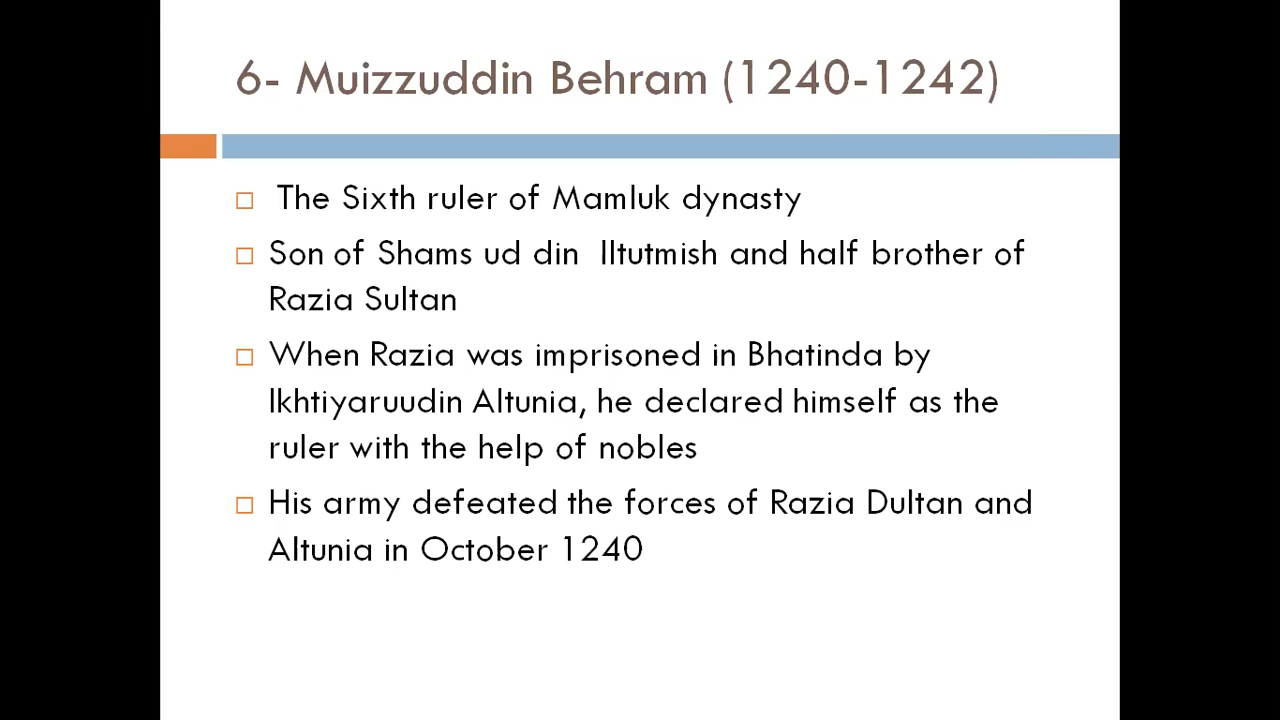 6- Muizzuddin Behram (1240-1242)
The Sixth ruler of Mamluk dynasty
Son of Shams ud din Iltutmish and half brother of
Razia Sultan
When Razia was imprisoned in Bhatinda by
Ikhtiyaruudin Altunia, he declared himself as the
ruler with the help of nobles
His army defeated the forces of Razia Dultan and
Altunia in October 1240